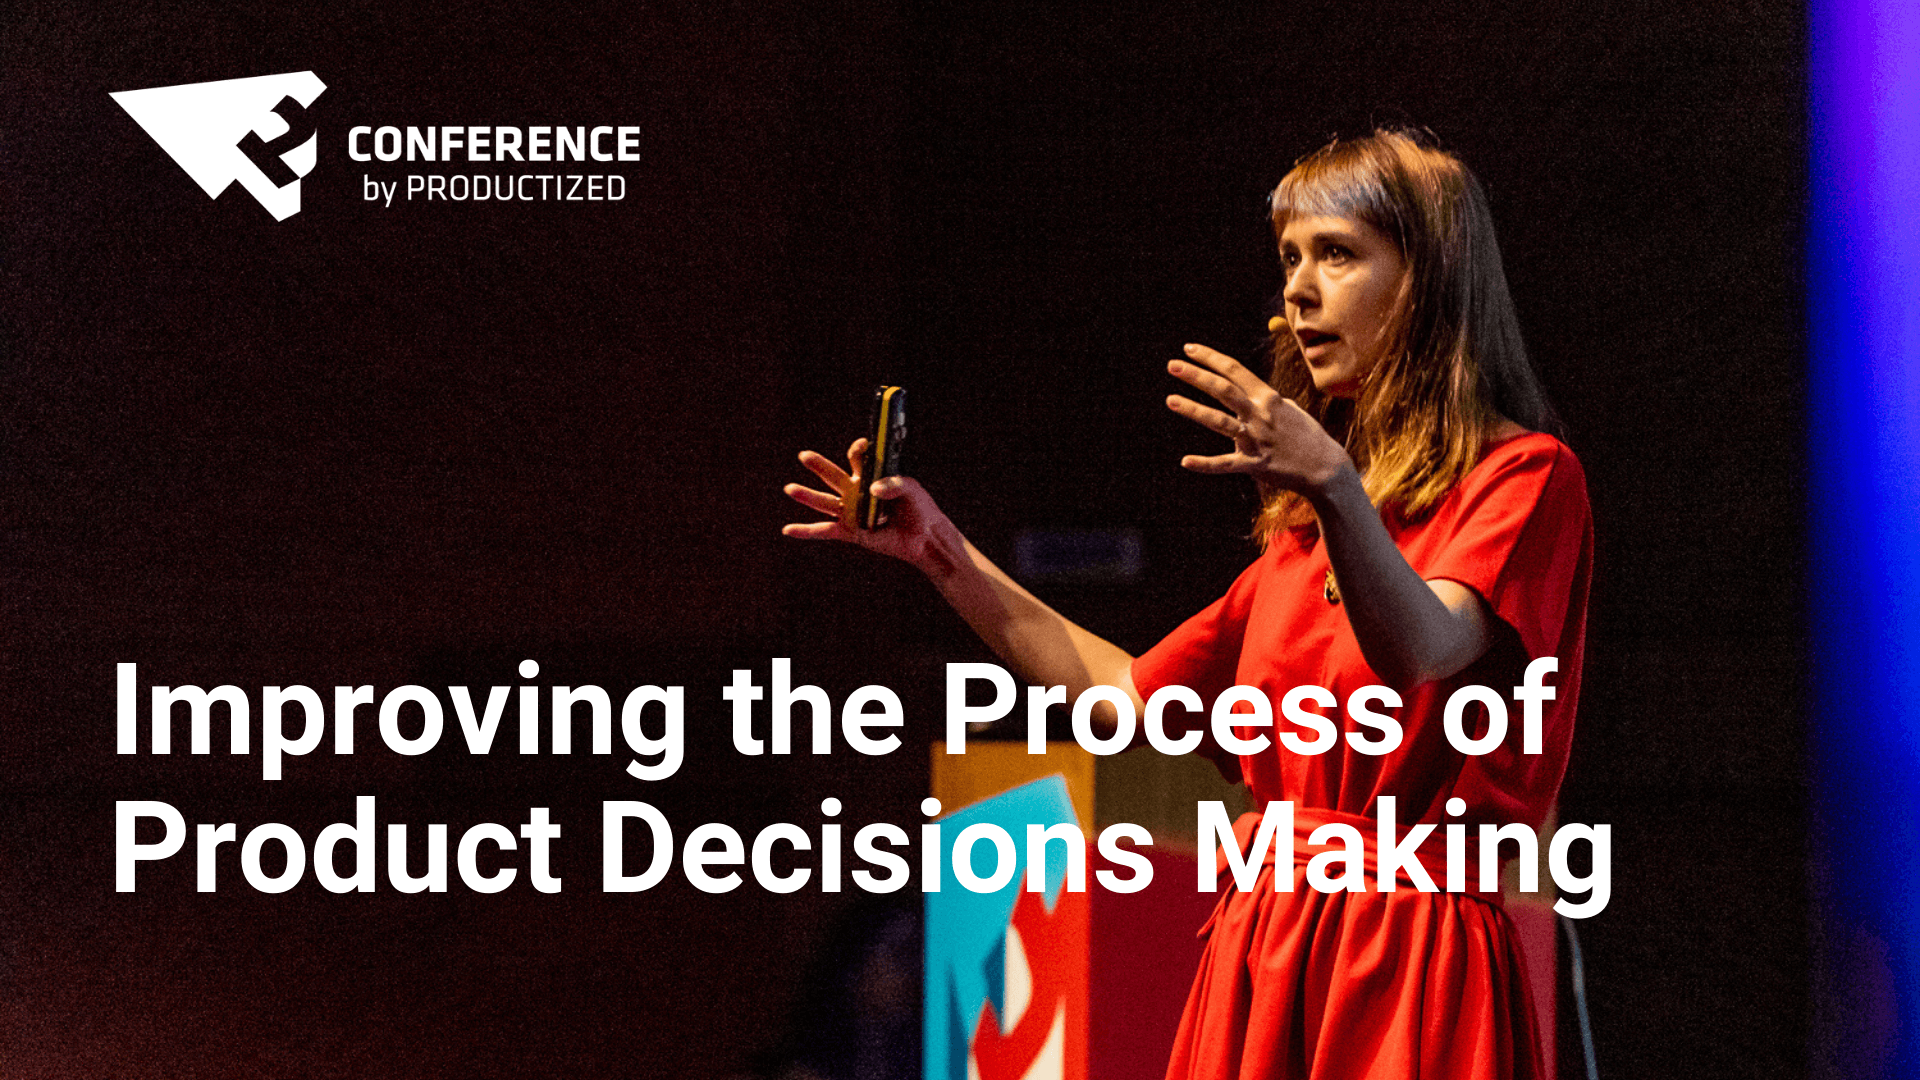 CONFERENCE
by PRODUCTIZED
Improving the Process of
Product Decisions Making